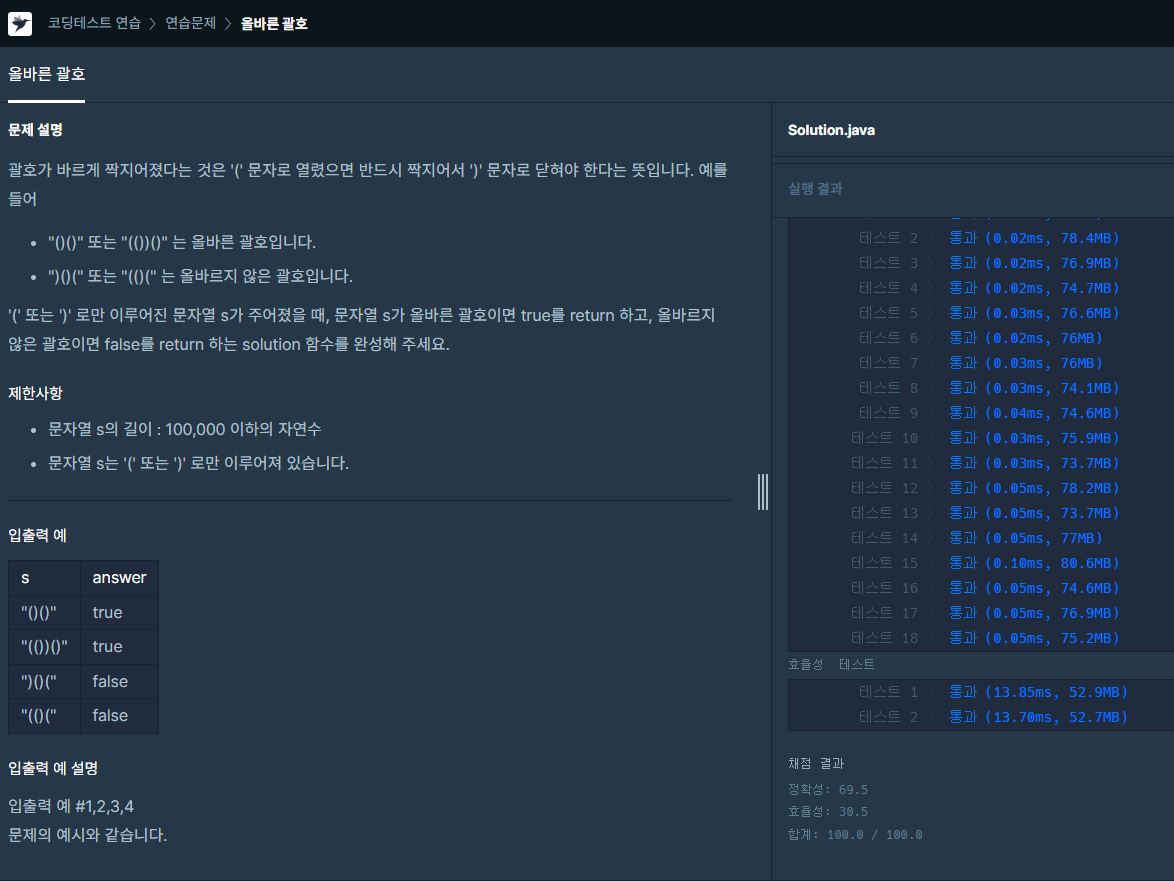 코딩테스트 연습 > 연습문제 > 올바른 괄호
올바른 괄호
문제 설명
괄호가 바르게 짝지어졌다는 것은 '(' 문자로 열렸으면 반드시 짝지어서 ')' 문자로 닫혀야 한다는 뜻입니다. 예를
들어
• "()()" 또는 "(())()" 는 올바른 괄호입니다.
• ")()(" 또는 "(()(" 는 올바르지 않은 괄호입니다.
'(' 또는 ')' 로만 이루어진 문자열 s가 주어졌을 때, 문자열 s가 올바른 괄호이면 true를 return 하고, 올바르지
않은 괄호이면 false를 return 하는 solution 함수를 완성해 주세요.
제한사항
• 문자열 s의 길이 : 100,000 이하의 자연수
• 문자열 s는 '(' 또는 ')' 로만 이루어져 있습니다.
입출력 예
s answer
"()()" true
"(())()" true
")()(" false
"(()(" false
입출력 예 설명
입출력 예 #1,2,3,4
문제의 예시와 같습니다.
Solution.java
실행 결과
테스트 2 〉 통과 (0.02ms, 78.4MB)
테스트 3 〉 통과 (0.02ms, 76.9MB)
테스트 4 〉 통과 (0.02ms, 74.7MB)
테스트 5 〉 통과 (0.03ms, 76.6MB)
테스트 6 〉 통과 (0.02ms, 76MB)
테스트 7 〉 통과 (0.03ms, 76MB)
테스트 8 〉 통과 (0.03ms, 74.1MB)
테스트 9 〉 통과 (0.04ms, 74.6MB)
테스트 10 〉 통과 (0.03ms, 75.9MB)
테스트 11 〉 통과 (0.03ms, 73.7MB)
테스트 12 〉 통과 (0.05ms, 78.2MB)
테스트 13 〉 통과 (0.05ms, 73.7MB)
테스트 14 〉 통과 (0.05ms, 77MB)
테스트 15 〉 통과 (0.10ms, 80.6MB)
테스트 16 〉 통과 (0.05ms, 74.6MB)
테스트 17 〉 통과 (0.05ms, 76.9MB)
테스트 18 〉 통과 (0.05ms, 75.2MB)
효율성 테스트
테스트 1 〉 통과 (13.85ms, 52.9MB)
테스트 2 〉 통과 (13.70ms, 52.7MB)
채점 결과
정확성: 69.5
효율성: 30.5
합계: 100.0 / 100.0